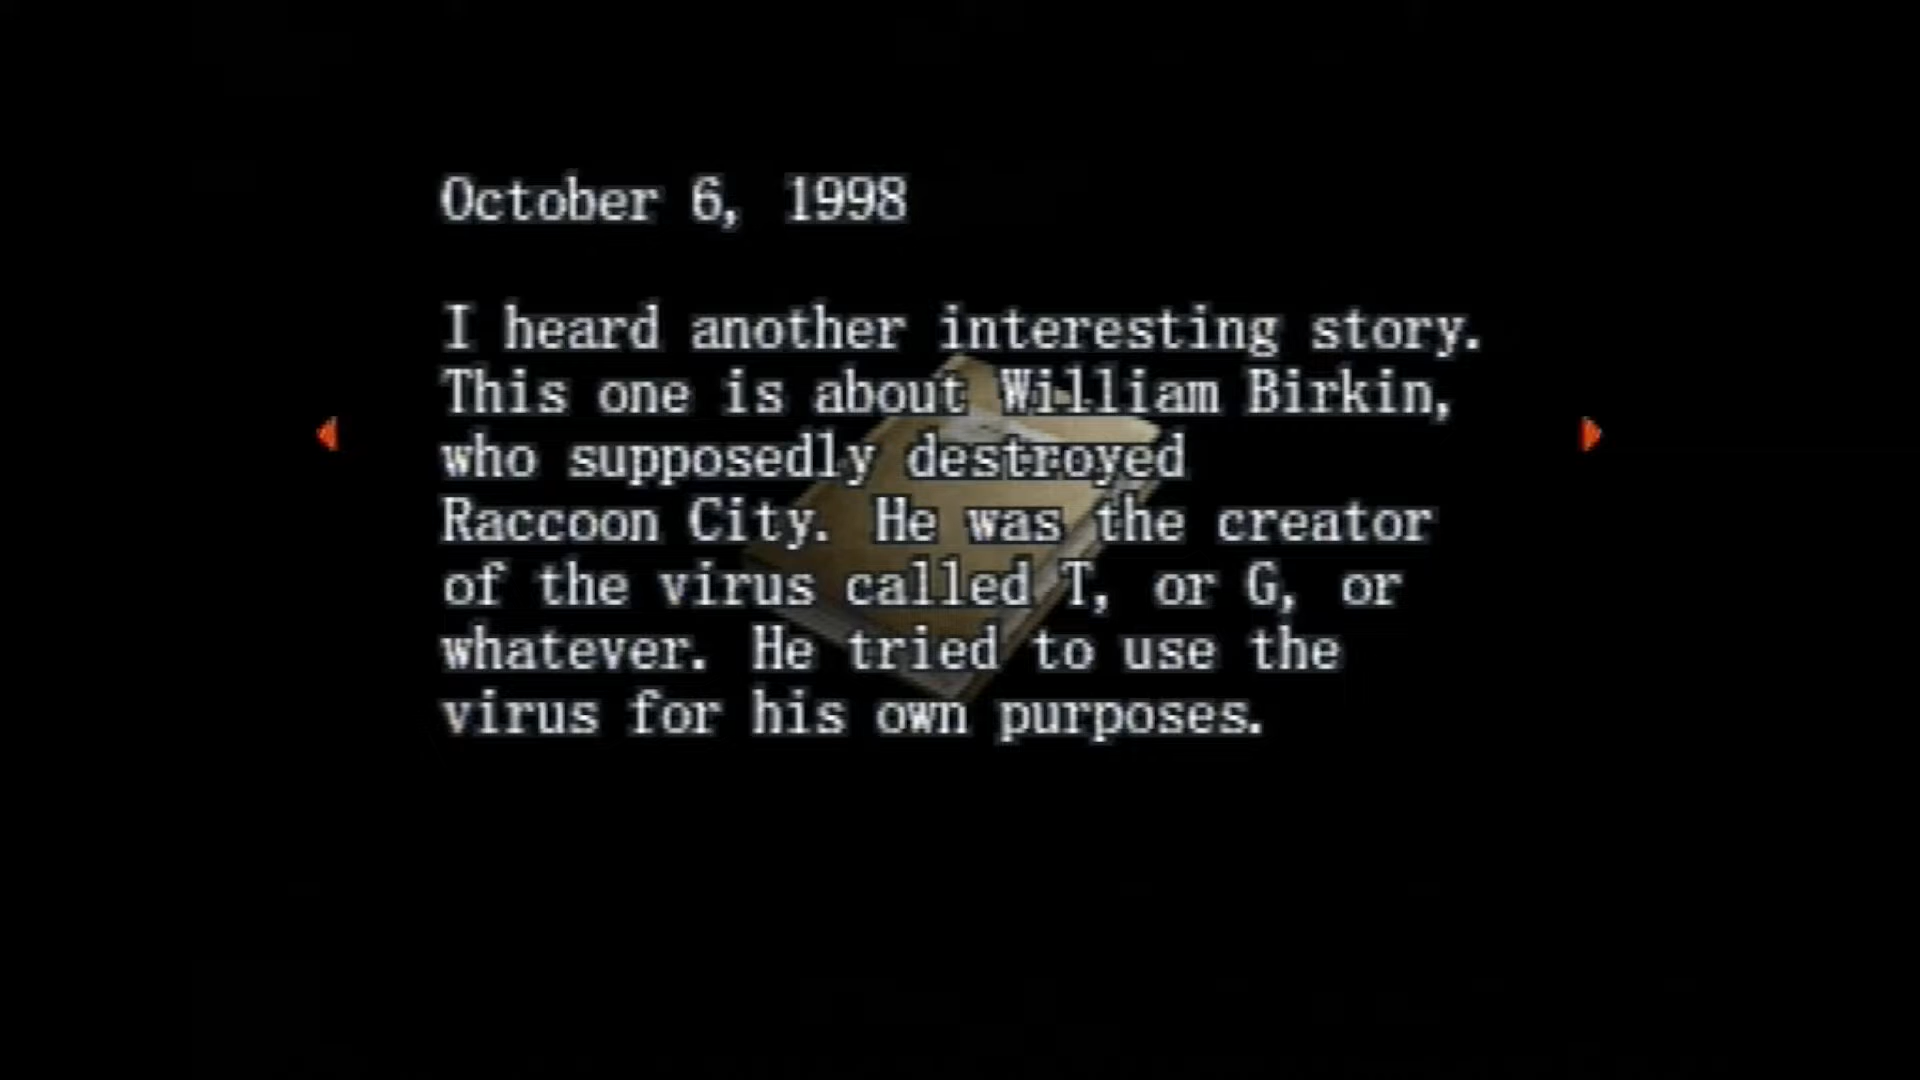 October 6, 1998
I heard another interesting story.
This one is about William Birkin,
who supposedly destroyed
Raccoon City. He was the creator
of the virus called T, or G, or
whatever. He tried to use the
virus for his own purposes.